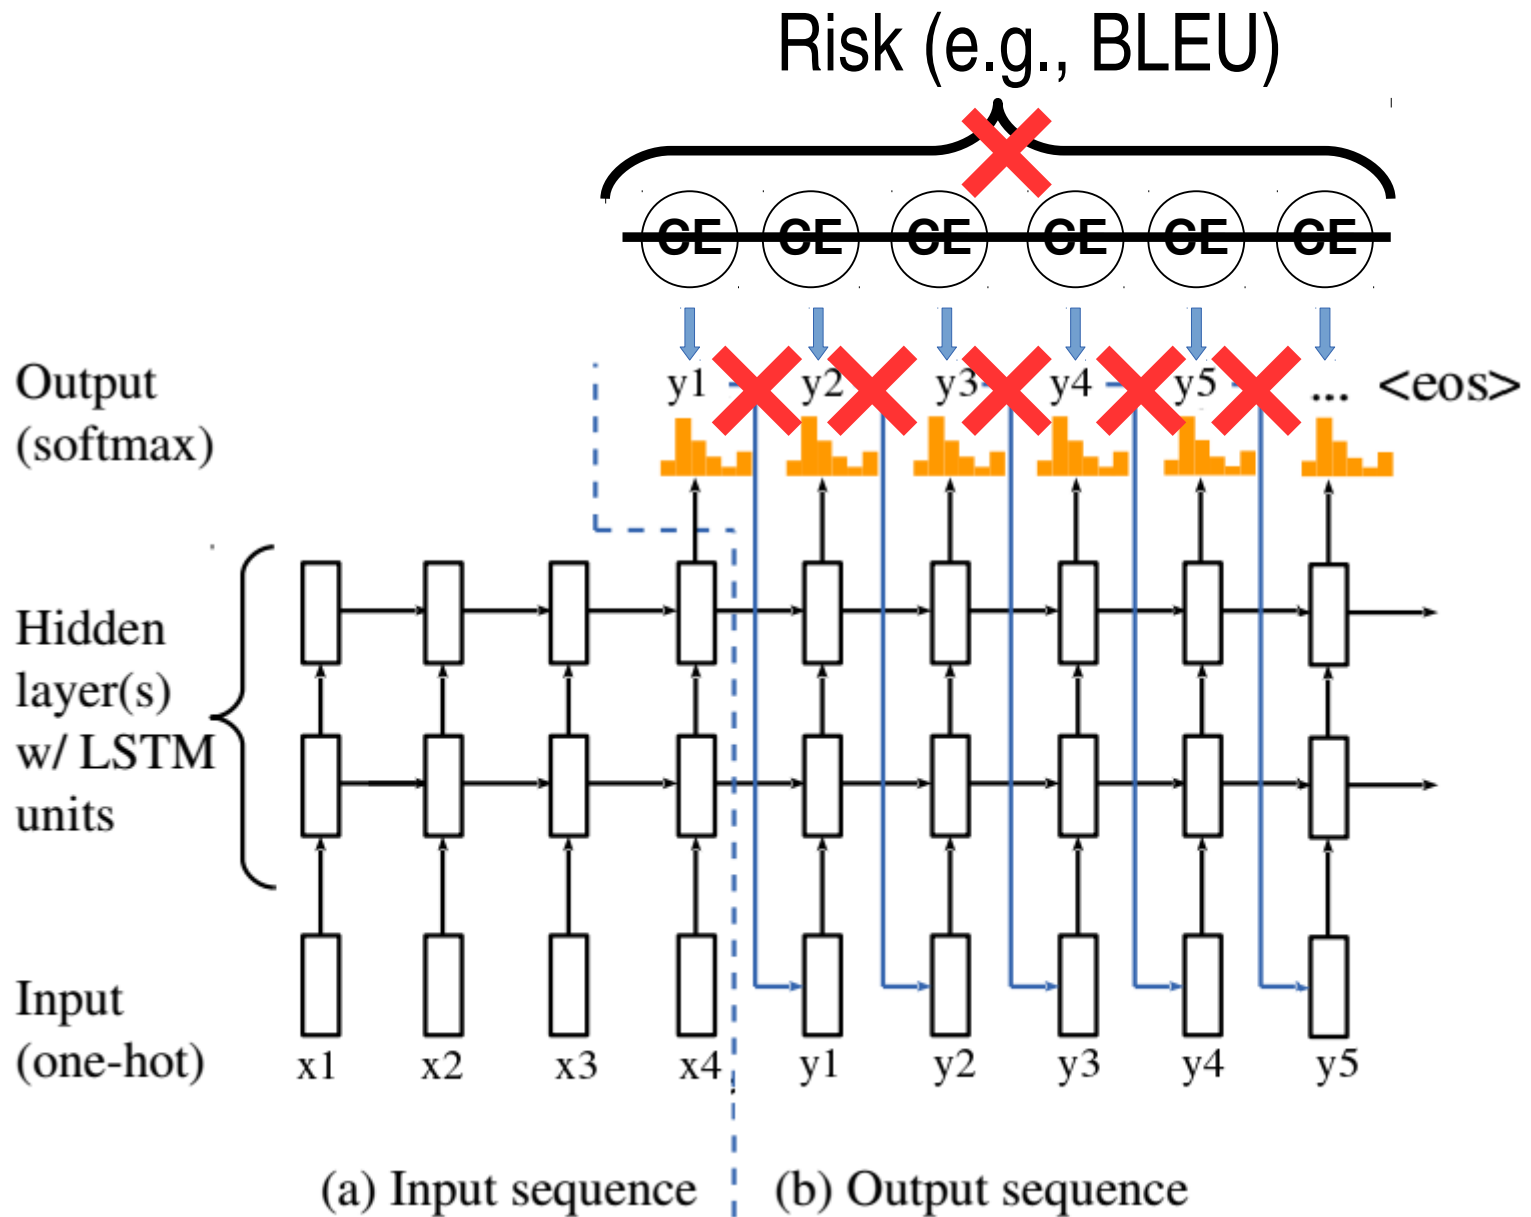 Risk (e.g., BLEU)
CE CE CE CE CE CE
Output
(softmax)
y1 y2 y3 y4 y5 ... <eos>
Hidden
layer(s)
w/ LSTM
units
Input
(one-hot)
x1 x2 x3 x4 y1 y2 y3 y4 y5
(a) Input sequence (b) Output sequence